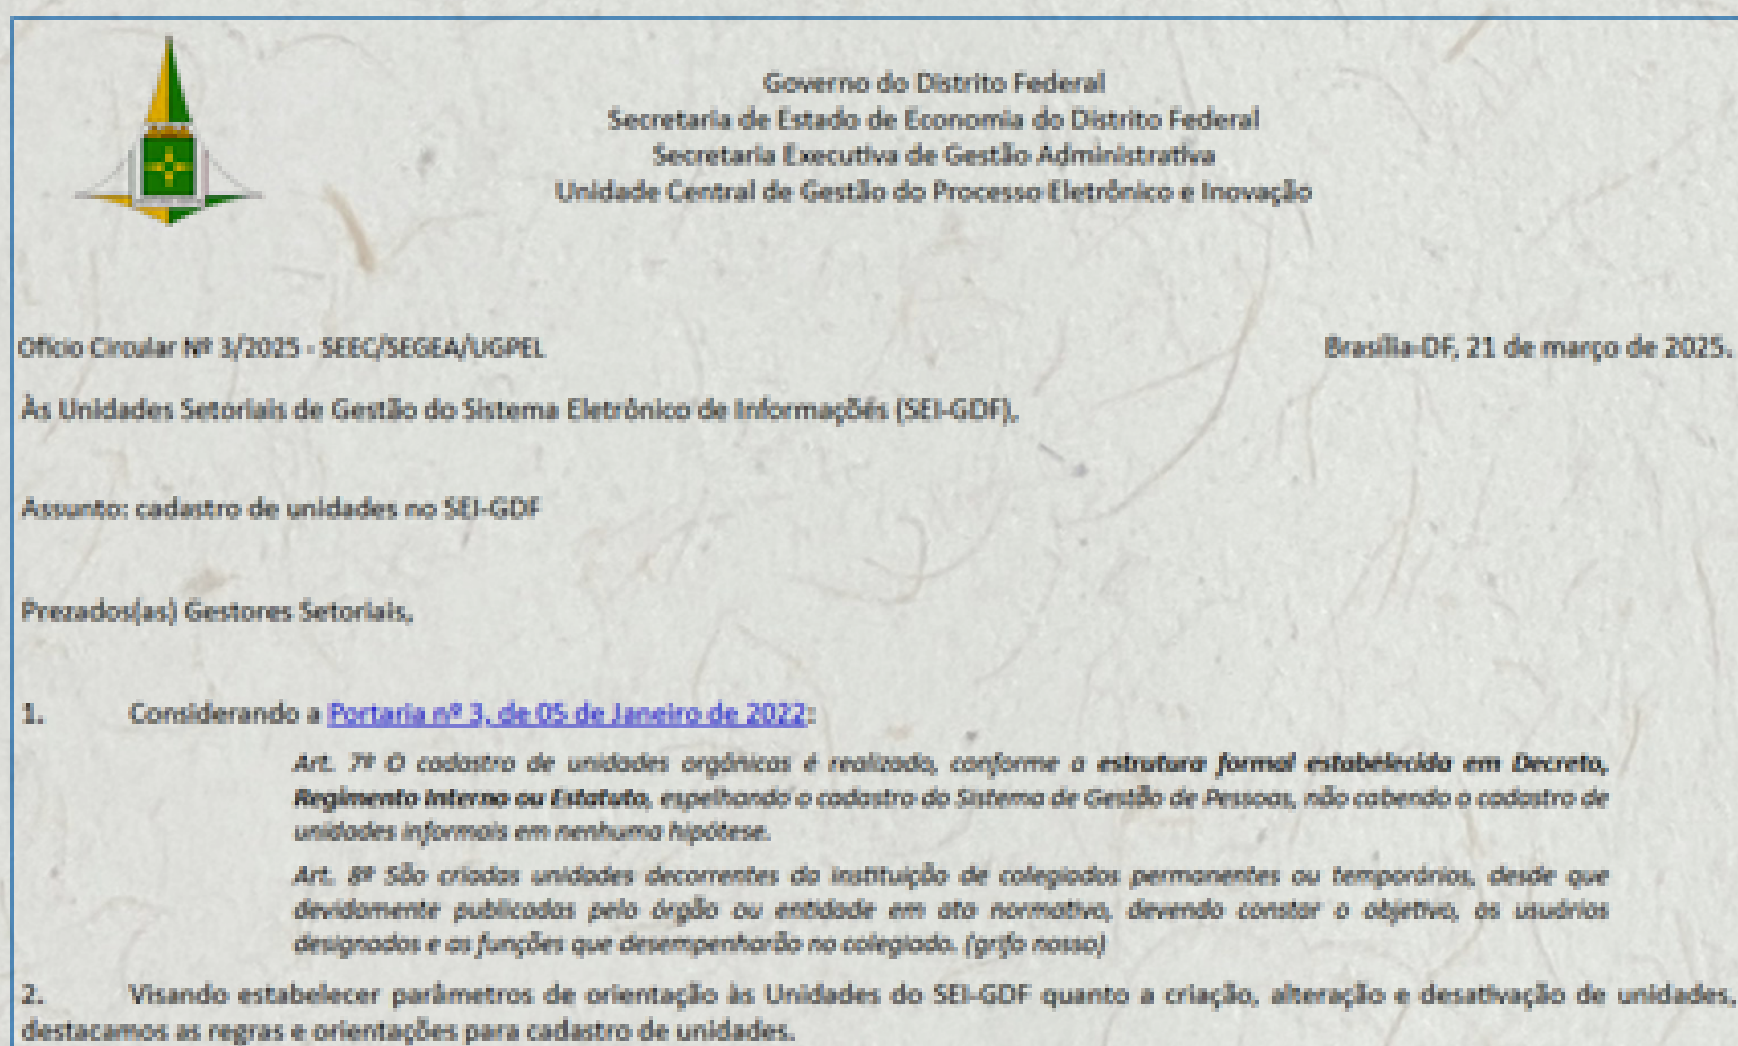 Governo do Distrito Federal
Secretaria de Estado de Economia do Distrito Federal
Secretaria Executiva de Gestão Administrativa
Unidade Central de Gestão do Processo Eletrônico e Inovação
Ofício Circular Nº 3/2025 - SEEC/SEGEA/UGPEL
Brasília-DF, 21 de março de 2025.
Às Unidades Setoriais de Gestão do Sistema Eletrônico de Informações (SEI-GDF),
Assunto: cadastro de unidades no SEI-GDF
Prezados(as) Gestores Setoriais,
1. Considerando a Portaria nº 3, de 05 de Janeiro de 2022:
Art. 7º O cadastro de unidades orgânicas é realizado, conforme a estrutura formal estabelecida em Decreto,
Regimento Interno ou Estatuto, espelhando o cadastro do Sistema de Gestão de Pessoas, não cabendo o cadastro de
unidades informais em nenhuma hipótese.
Art. 8º São criadas unidades decorrentes da instituição de colegiados permanentes ou temporários, desde que
devidamente publicadas pelo órgão ou entidade em ato normativo, devendo constar o objetivo, os usuários
designados e as funções que desempenharão no colegiado. (grifo nosso)
2. Visando estabelecer parâmetros de orientação às Unidades do SEI-GDF quanto a criação, alteração e desativação de unidades,
destacamos as regras e orientações para cadastro de unidades.